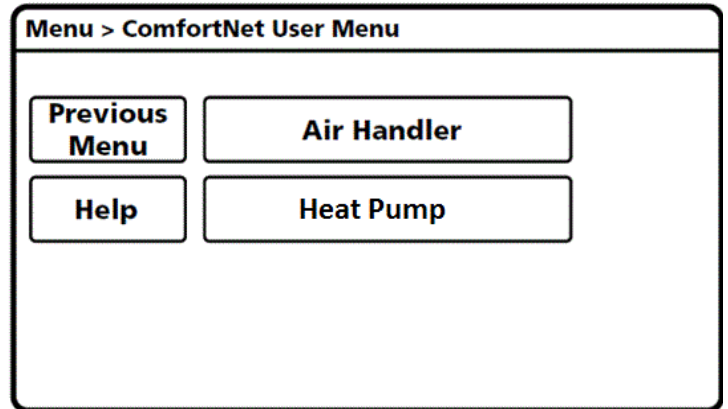 Menu > ComfortNet User Menu
Previous
Menu
Air Handler
Help
Heat Pump